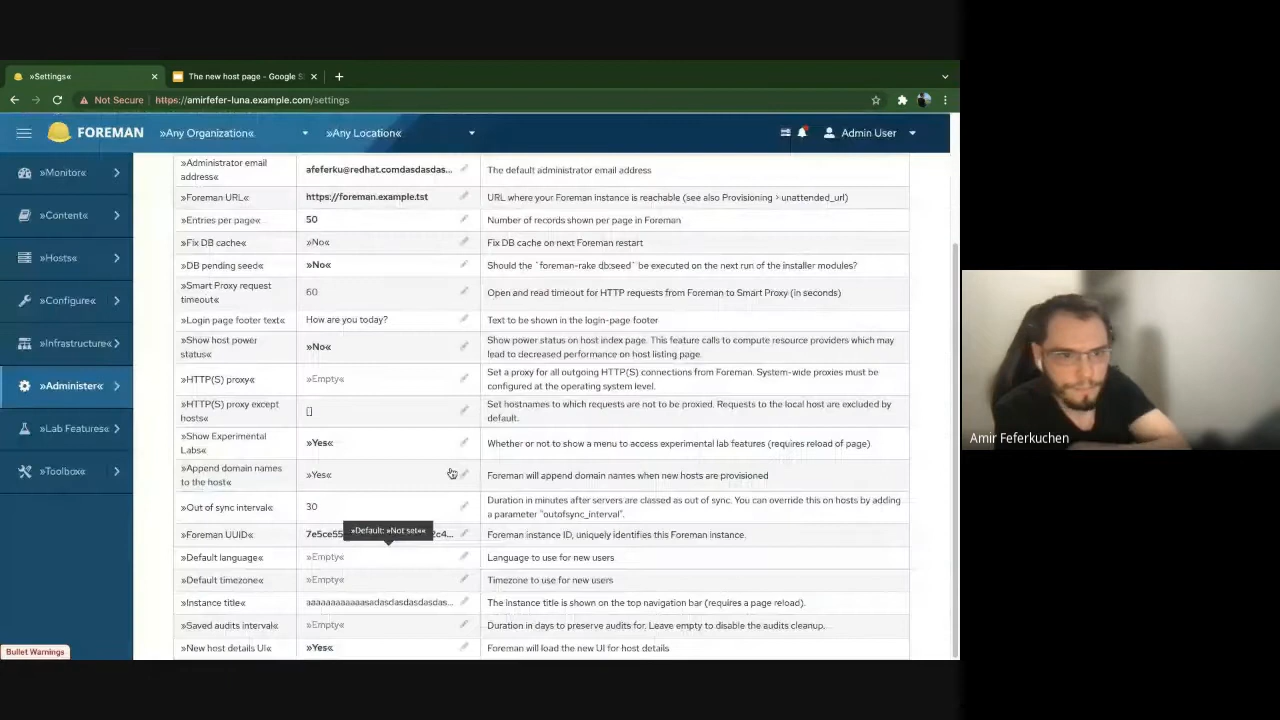 »Settings«
The new host page - Google S
Not Secure
https://amirfefer-luna.example.com/settings
FOREMAN
»Any Organization«
»Any Location«
Admin User
»Monitor«
»Content«
»Hosts«
»Configure«
»Infrastructure«
»Administer«
»Lab Features«
»Toolbox«
»Administrator email address« afeferku@redhat.comdasdasdas... The default administrator email address
»Foreman URL« https://foreman.example.tst URL where your Foreman instance is reachable (see also Provisioning > unattended_url)
»Entries per page« 50 Number of records shown per page in Foreman
»Fix DB cache« »No« Fix DB cache on next Foreman restart
»DB pending seed« »No« Should the `foreman-rake db:seed` be executed on the next run of the installer modules?
»Smart Proxy request timeout« 60 Open and read timeout for HTTP requests from Foreman to Smart Proxy (in seconds)
»Login page footer text« How are you today? Text to be shown in the login-page footer
»Show host power status« »No« Show power status on host index page. This feature calls to compute resource providers which may lead to decreased performance on host listing page.
»HTTP(S) proxy« »Empty« Set a proxy for all outgoing HTTP(S) connections from Foreman. System-wide proxies must be configured at the operating system level.
»HTTP(S) proxy except hosts« [] Set hostnames to which requests are not to be proxied. Requests to the local host are excluded by default.
»Show Experimental Labs« »Yes« Whether or not to show a menu to access experimental lab features (requires reload of page)
»Append domain names to the host« »Yes« Foreman will append domain names when new hosts are provisioned
»Out of sync interval« 30 Duration in minutes after servers are classed as out of sync. You can override this on hosts by adding a parameter "outofsync_interval".
»Default: »Not set««
»Foreman UUID« 7e5ce55 2c4... Foreman instance ID, uniquely identifies this Foreman instance.
»Default language« »Empty« Language to use for new users
»Default timezone« »Empty« Timezone to use for new users
»Instance title« aaaaaaaaaaaasadasdasdasdasdas... The instance title is shown on the top navigation bar (requires a page reload).
»Saved audits interval« »Empty« Duration in days to preserve audits for. Leave empty to disable the audits cleanup.
»New host details UI« »Yes« Foreman will load the new UI for host details
Bullet Warnings
Amir Feferkuchen